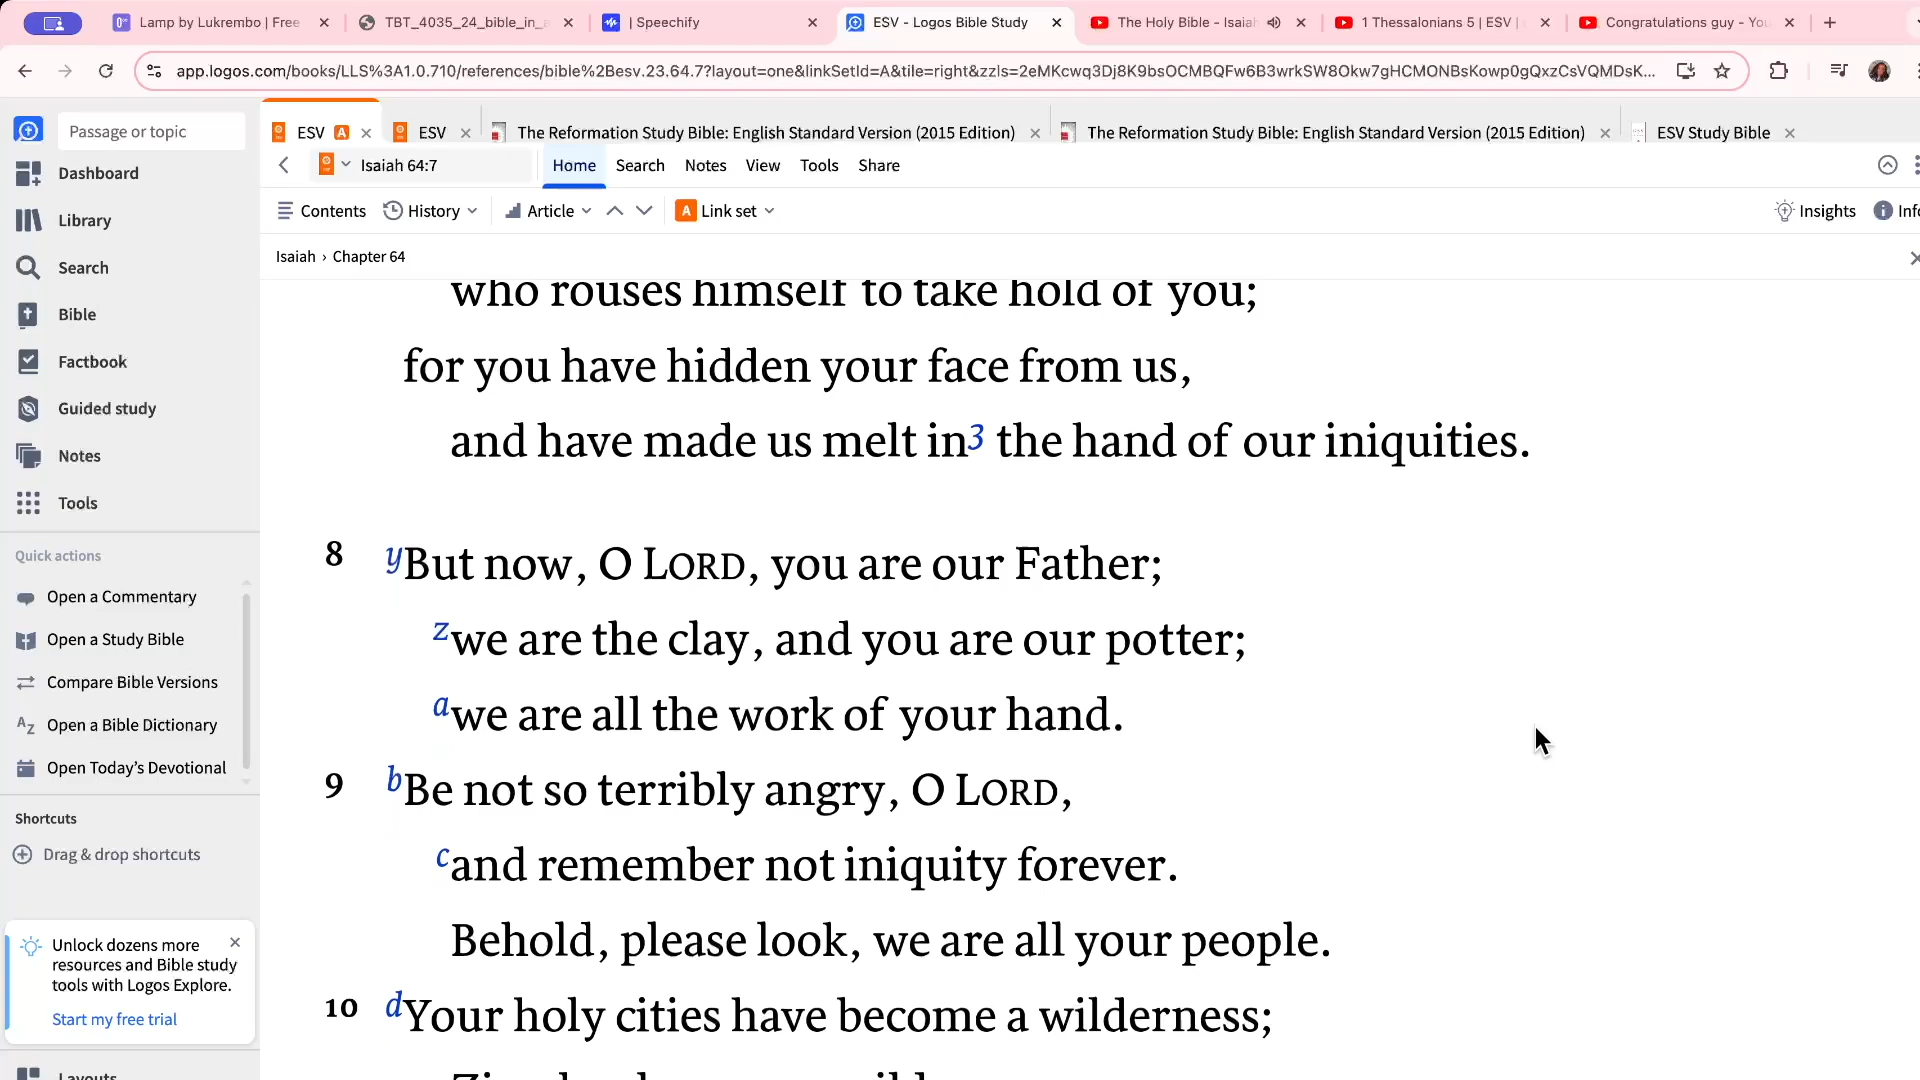 Lamp by Lukrembo | Free
TBT_4035_24_bible_in_a
| Speechify
ESV - Logos Bible Study
The Holy Bible - Isaiah
1 Thessalonians 5 | ESV |
Congratulations guy - You
app.logos.com/books/LLS%3A1.0.710/references/bible%2Besv.23.64.7?layout=one&linkSetId=A&tile=right&zzls=2eMKcwq3Dj8K9bsOCMBQFw6B3wrkSW8Okw7gHCMONBsKowp0gQxzCsVQMDsK...
Passage or topic
ESV A
ESV
The Reformation Study Bible: English Standard Version (2015 Edition)
The Reformation Study Bible: English Standard Version (2015 Edition)
ESV Study Bible
Isaiah 64:7
Home
Search
Notes
View
Tools
Share
Contents
History
Article
A Link set
Insights
Info
Isaiah › Chapter 64
Dashboard
Library
Search
Bible
Factbook
Guided study
Notes
Tools
Quick actions
Open a Commentary
Open a Study Bible
Compare Bible Versions
Open a Bible Dictionary
Open Today's Devotional
Shortcuts
Drag & drop shortcuts
Unlock dozens more
resources and Bible study
tools with Logos Explore.
Start my free trial
Layouts
who rouses himself to take hold of you;
for you have hidden your face from us,
and have made us melt in3 the hand of our iniquities.
8 yBut now, O LORD, you are our Father;
zwe are the clay, and you are our potter;
awe are all the work of your hand.
9 bBe not so terribly angry, O LORD,
cand remember not iniquity forever.
Behold, please look, we are all your people.
10 dYour holy cities have become a wilderness;